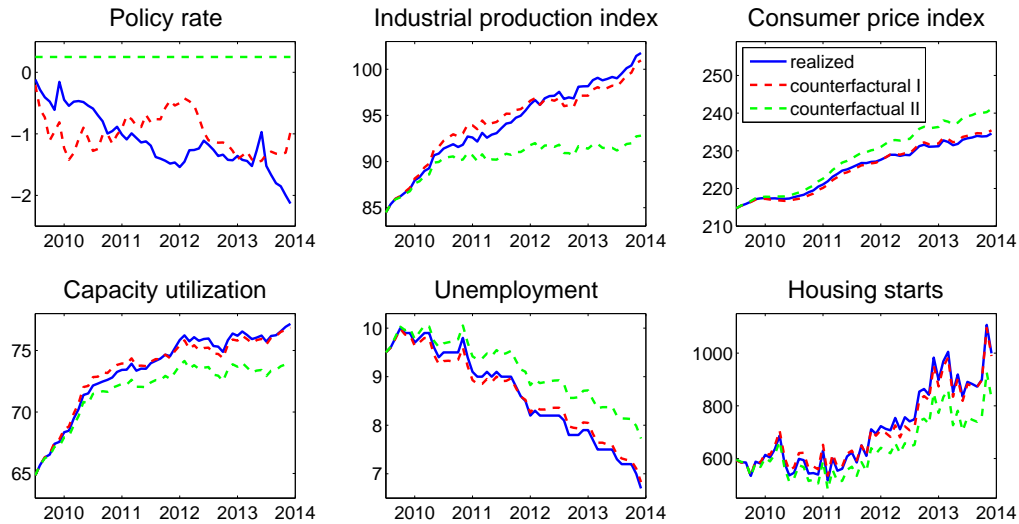 Policy rate
0
−1
−2
2010 2011 2012 2013 2014
Industrial production index
100
95
90
85
2010 2011 2012 2013 2014
Consumer price index
250
240
230
220
210
realized
counterfactural I
counterfactual II
2010 2011 2012 2013 2014
Capacity utilization
75
70
65
2010 2011 2012 2013 2014
Unemployment
10
9
8
7
2010 2011 2012 2013 2014
Housing starts
1000
800
600
2010 2011 2012 2013 2014